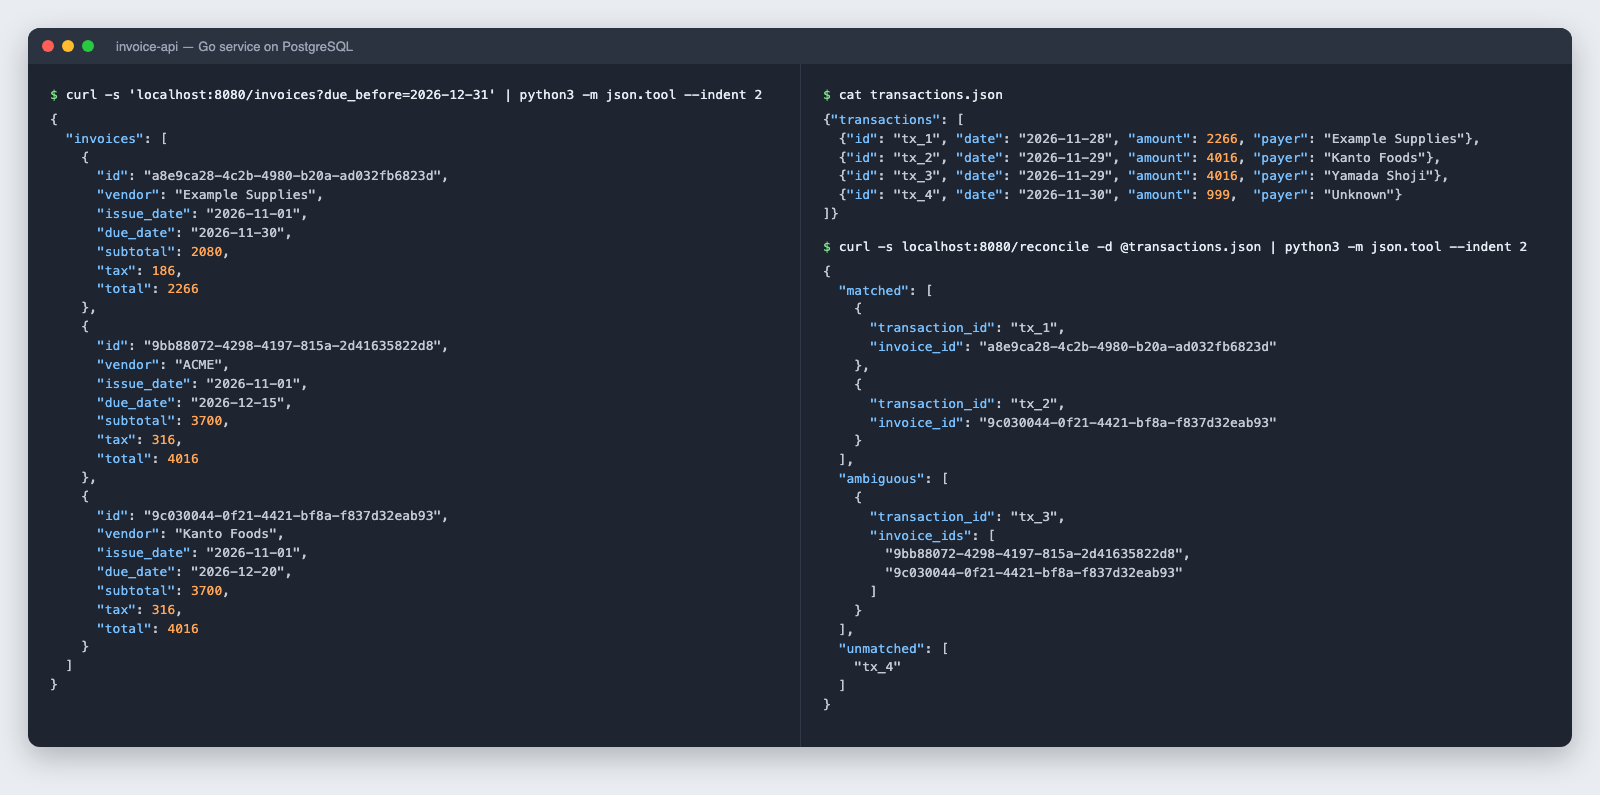 invoice-api — Go service on PostgreSQL
$ curl -s 'localhost:8080/invoices?due_before=2026-12-31' | python3 -m json.tool --indent 2
{
  "invoices": [
    {
      "id": "a8e9ca28-4c2b-4980-b20a-ad032fb6823d",
      "vendor": "Example Supplies",
      "issue_date": "2026-11-01",
      "due_date": "2026-11-30",
      "subtotal": 2080,
      "tax": 186,
      "total": 2266
    },
    {
      "id": "9bb88072-4298-4197-815a-2d41635822d8",
      "vendor": "ACME",
      "issue_date": "2026-11-01",
      "due_date": "2026-12-15",
      "subtotal": 3700,
      "tax": 316,
      "total": 4016
    },
    {
      "id": "9c030044-0f21-4421-bf8a-f837d32eab93",
      "vendor": "Kanto Foods",
      "issue_date": "2026-11-01",
      "due_date": "2026-12-20",
      "subtotal": 3700,
      "tax": 316,
      "total": 4016
    }
  ]
}
$ cat transactions.json
{"transactions": [
  {"id": "tx_1", "date": "2026-11-28", "amount": 2266, "payer": "Example Supplies"},
  {"id": "tx_2", "date": "2026-11-29", "amount": 4016, "payer": "Kanto Foods"},
  {"id": "tx_3", "date": "2026-11-29", "amount": 4016, "payer": "Yamada Shoji"},
  {"id": "tx_4", "date": "2026-11-30", "amount": 999,  "payer": "Unknown"}
]}
$ curl -s localhost:8080/reconcile -d @transactions.json | python3 -m json.tool --indent 2
{
  "matched": [
    {
      "transaction_id": "tx_1",
      "invoice_id": "a8e9ca28-4c2b-4980-b20a-ad032fb6823d"
    },
    {
      "transaction_id": "tx_2",
      "invoice_id": "9c030044-0f21-4421-bf8a-f837d32eab93"
    }
  ],
  "ambiguous": [
    {
      "transaction_id": "tx_3",
      "invoice_ids": [
        "9bb88072-4298-4197-815a-2d41635822d8",
        "9c030044-0f21-4421-bf8a-f837d32eab93"
      ]
    }
  ],
  "unmatched": [
    "tx_4"
  ]
}